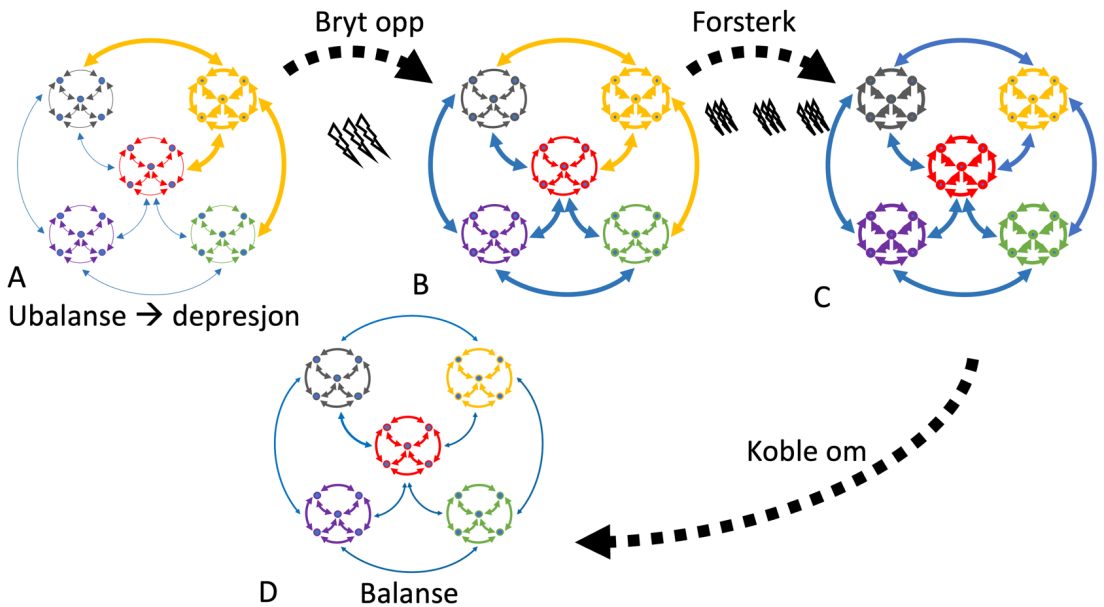 Bryt opp
Forsterk
A
B
C
Ubalanse → depresjon
Koble om
D
Balanse